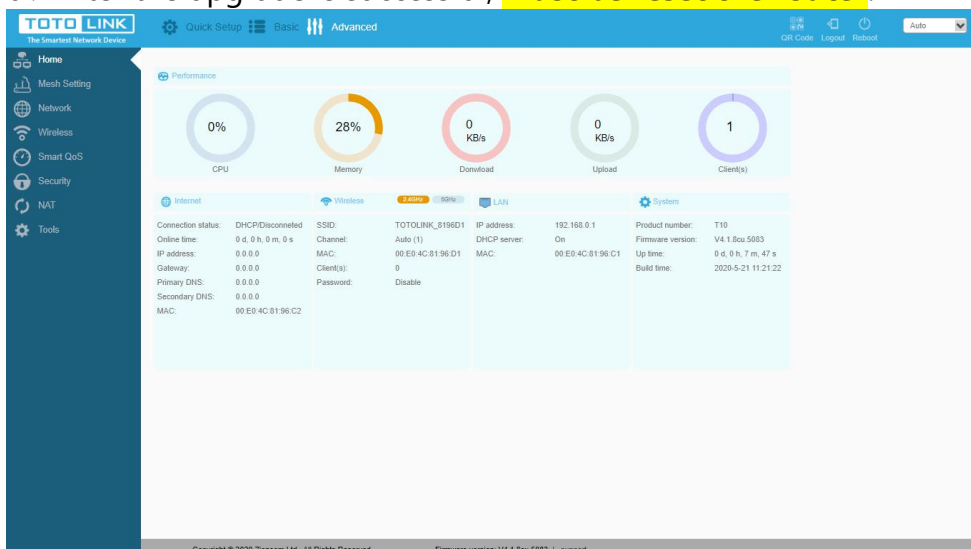 TOTO LINK
The Smartest Network Device
Quick Setup
Basic
Advanced
QR Code
Logout
Reboot
Auto
Home
Mesh Setting
Network
Wireless
Smart QoS
Security
NAT
Tools
Performance
0%
28%
0
KB/s
0
KB/s
1
CPU
Memory
Donwload
Upload
Client(s)
Internet
Connection status: DHCP/Disconneted
Online time: 0 d, 0 h, 0 m, 0 s
IP address: 0.0.0.0
Gateway: 0.0.0.0
Primary DNS: 0.0.0.0
Secondary DNS: 0.0.0.0
MAC: 00:E0:4C:81:96:C2
Wireless 2.4GHz 5GHz
SSID: TOTOLINK_8196D1
Channel: Auto (1)
MAC: 00:E0:4C:81:96:D1
Client(s): 0
Password: Disable
LAN
IP address: 192.168.0.1
DHCP server: On
MAC: 00:E0:4C:81:96:C1
System
Product number: T10
Firmware version: V4.1.8cu.5083
Up time: 0 d, 0 h, 7 m, 47 s
Build time: 2020-5-21 11:21:22